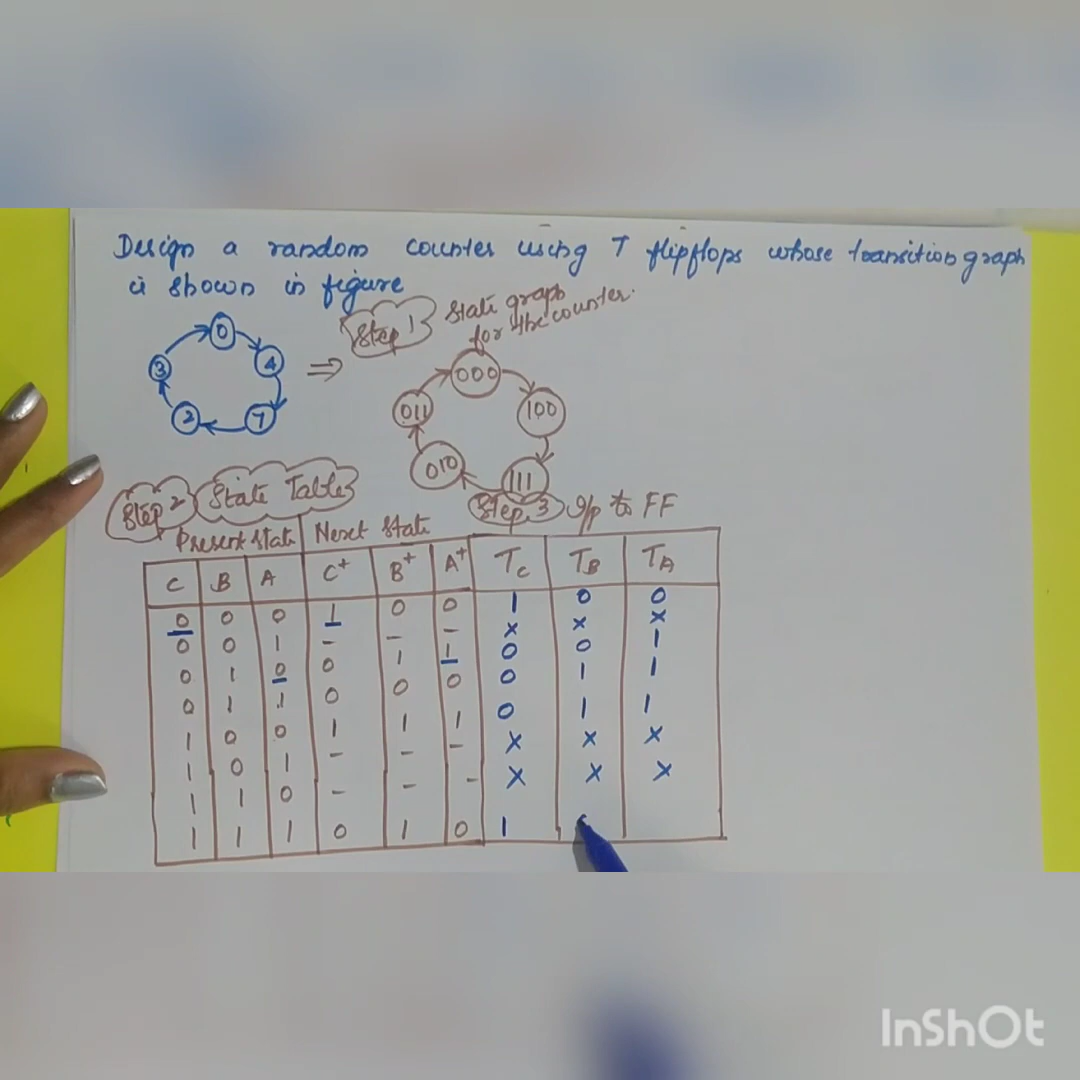 Design a random counter using T flipflops whose transition graph
is shown in figure
Step 1 State graph
for the counter.
0
3 4
2 7
⇒
000
011 100
010 111
Step 2 State Table
Step 3 i/p to FF
Present state Next state
C B A C+ B+ A+ TC TB TA
0 0 0 1 0 0 1 0 0
0 0 1 - - - X X X
0 1 0 0 1 1 0 0 1
0 1 1 0 0 0 0 1 1
1 0 0 1 1 1 0 1 1
1 0 1 - - - X X X
1 1 0 - - - X X X
1 1 1 0 1 0 1
InShOt